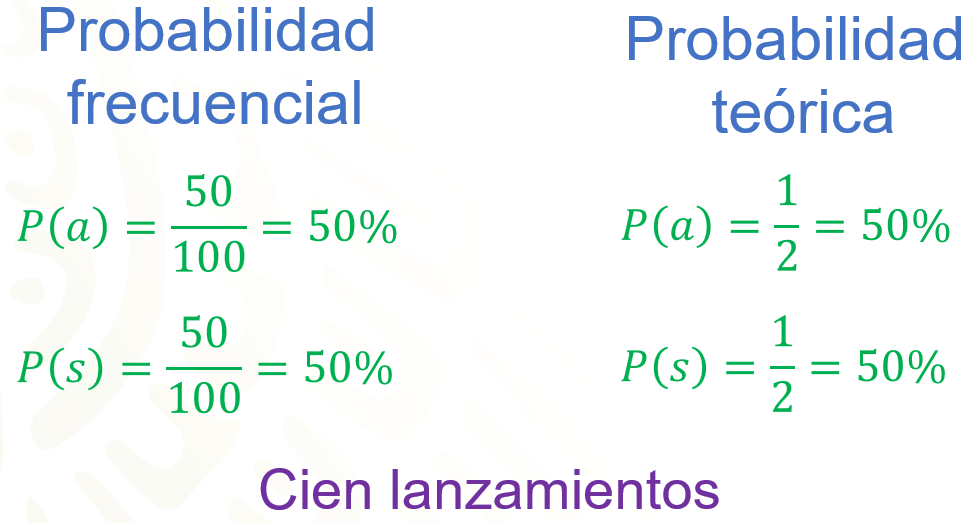 Probabilidad
frecuencial
P(a) = 50/100 = 50%
P(s) = 50/100 = 50%
Probabilidad
teórica
P(a) = 1/2 = 50%
P(s) = 1/2 = 50%
Cien lanzamientos